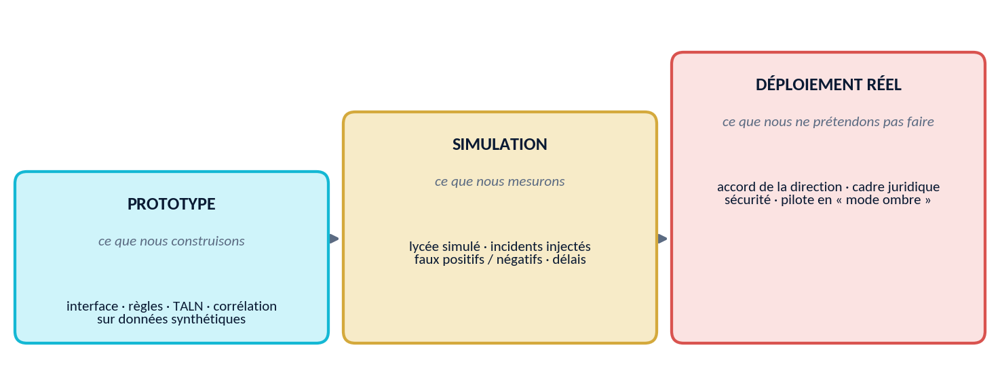 PROTOTYPE
ce que nous construisons
interface · règles · TALN · corrélation
sur données synthétiques
SIMULATION
ce que nous mesurons
lycée simulé · incidents injectés
faux positifs / négatifs · délais
DÉPLOIEMENT RÉEL
ce que nous ne prétendons pas faire
accord de la direction · cadre juridique
sécurité · pilote en « mode ombre »